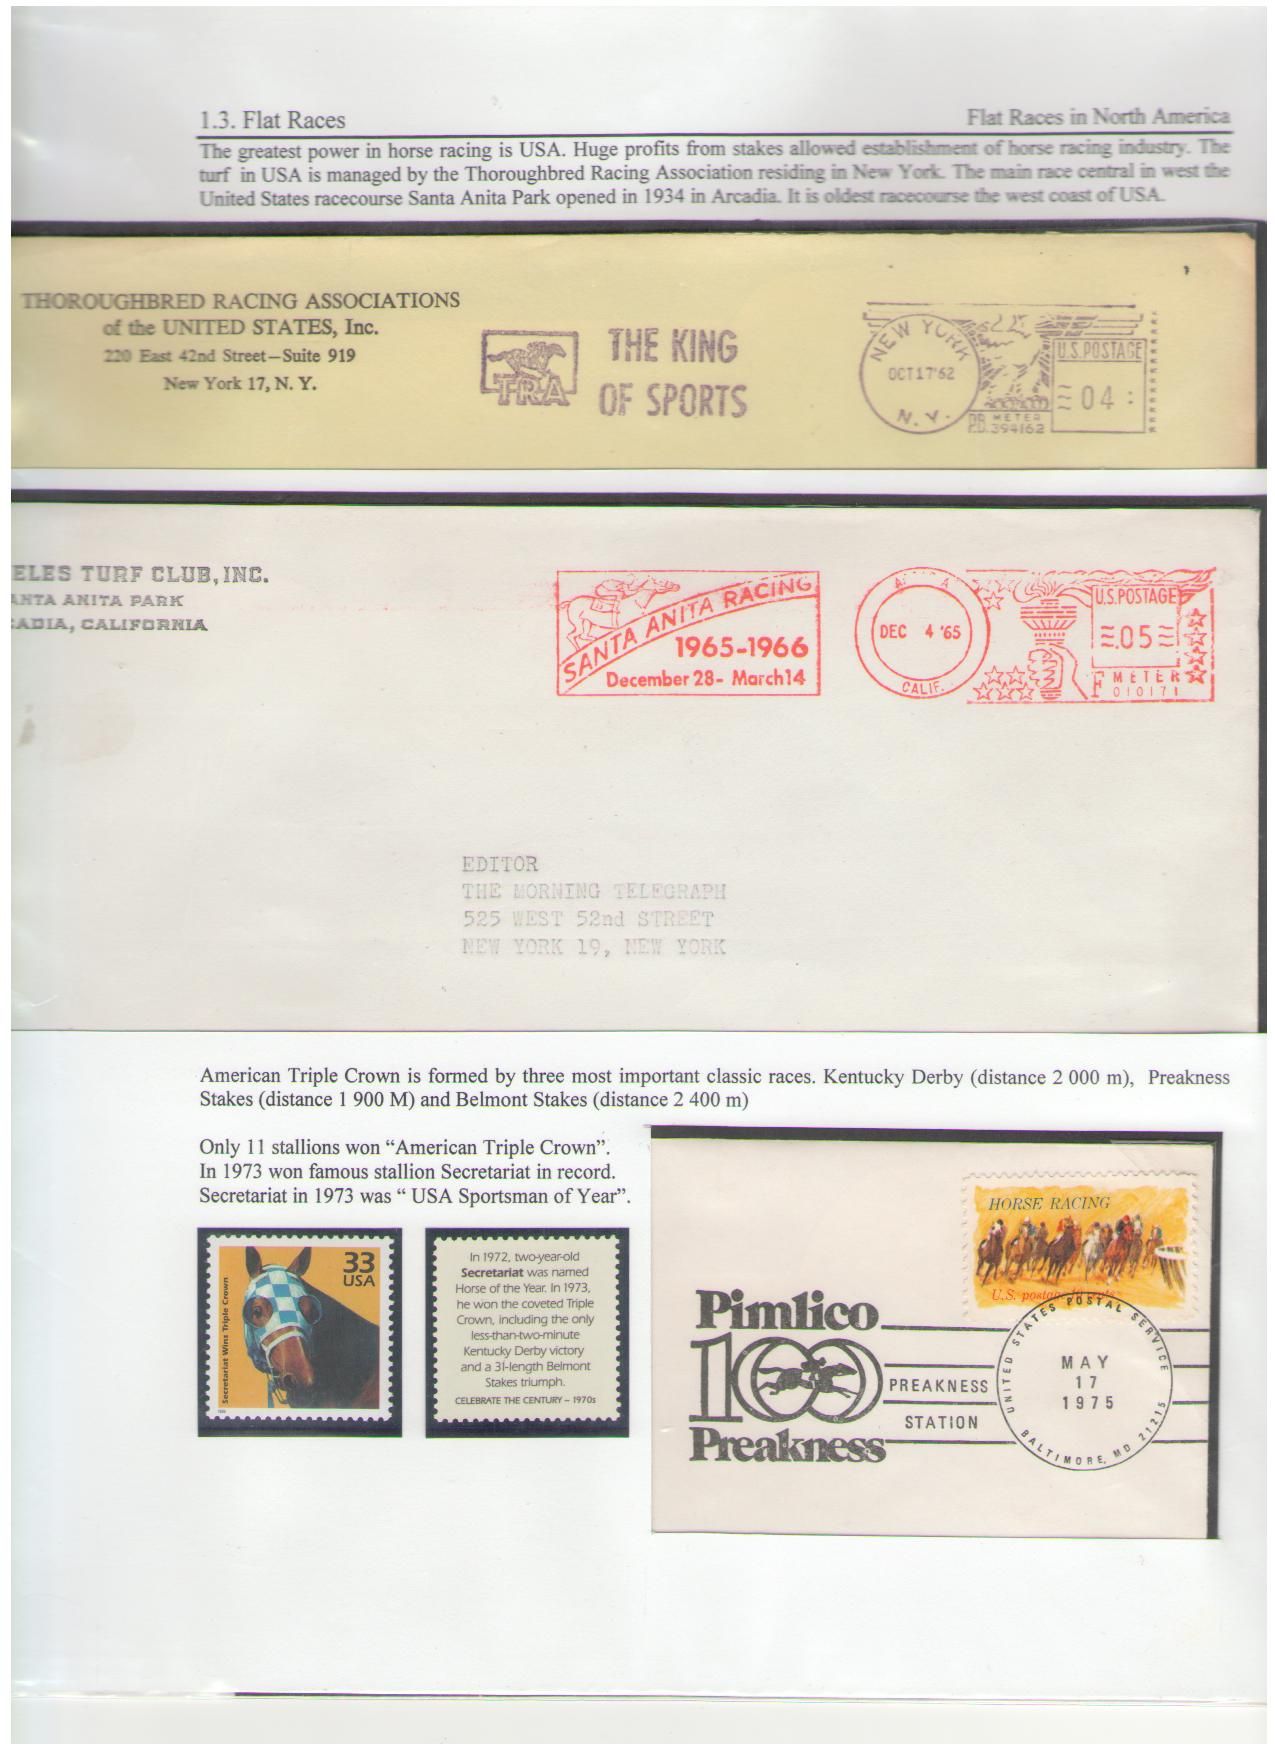 1.3. Flat Races
Flat Races in North America
The greatest power in horse racing is USA. Huge profits from stakes allowed establishment of horse racing industry. The
turf in USA is managed by the Thoroughbred Racing Association residing in New York. The main race central in west the
United States racecourse Santa Anita Park opened in 1934 in Arcadia. It is oldest racecourse the west coast of USA.
THOROUGHBRED RACING ASSOCIATIONS
of the UNITED STATES, Inc.
220 East 42nd Street—Suite 919
New York 17, N. Y.
TRA
THE KING
OF SPORTS
NEW YORK
OCT17'62
N. Y.
U.S.POSTAGE
04
P.B. METER
394162
ELES TURF CLUB, INC.
ANTA ANITA PARK
CADIA, CALIFORNIA
SANTA ANITA RACING
1965-1966
December 28- March14
DEC 4 '65
CALIF.
U.S.POSTAGE
.05
METER
010171
EDITOR
THE MORNING TELEGRAPH
525 WEST 52nd STREET
NEW YORK 19, NEW YORK
American Triple Crown is formed by three most important classic races. Kentucky Derby (distance 2 000 m), Preakness
Stakes (distance 1 900 M) and Belmont Stakes (distance 2 400 m)
Only 11 stallions won “American Triple Crown”.
In 1973 won famous stallion Secretariat in record.
Secretariat in 1973 was “ USA Sportsman of Year”.
33
USA
Secretariat Wins Triple Crown
In 1972, two-year-old
Secretariat was named
Horse of the Year. In 1973,
he won the coveted Triple
Crown, including the only
less-than-two-minute
Kentucky Derby victory
and a 31-length Belmont
Stakes triumph.
CELEBRATE THE CENTURY – 1970s
HORSE RACING
U.S. postage
Pimlico
100
Preakness
PREAKNESS
STATION
UNITED STATES POSTAL SERVICE
MAY
17
1975
BALTIMORE, MD 21215